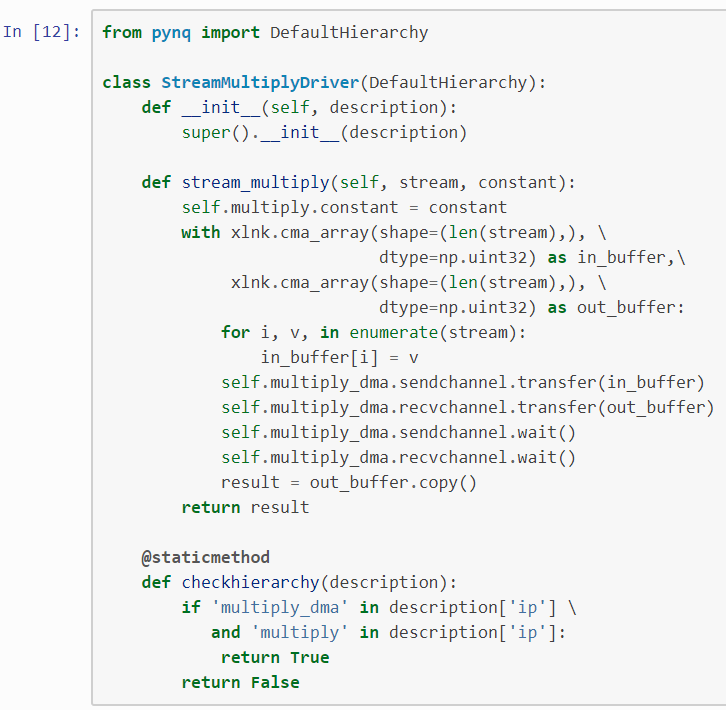 In [12]:
from pynq import DefaultHierarchy

class StreamMultiplyDriver(DefaultHierarchy):
    def __init__(self, description):
        super().__init__(description)

    def stream_multiply(self, stream, constant):
        self.multiply.constant = constant
        with xlnk.cma_array(shape=(len(stream),), \
                            dtype=np.uint32) as in_buffer,\
             xlnk.cma_array(shape=(len(stream),), \
                            dtype=np.uint32) as out_buffer:
            for i, v, in enumerate(stream):
                in_buffer[i] = v
            self.multiply_dma.sendchannel.transfer(in_buffer)
            self.multiply_dma.recvchannel.transfer(out_buffer)
            self.multiply_dma.sendchannel.wait()
            self.multiply_dma.recvchannel.wait()
            result = out_buffer.copy()
        return result

    @staticmethod
    def checkhierarchy(description):
        if 'multiply_dma' in description['ip'] \
           and 'multiply' in description['ip']:
            return True
        return False